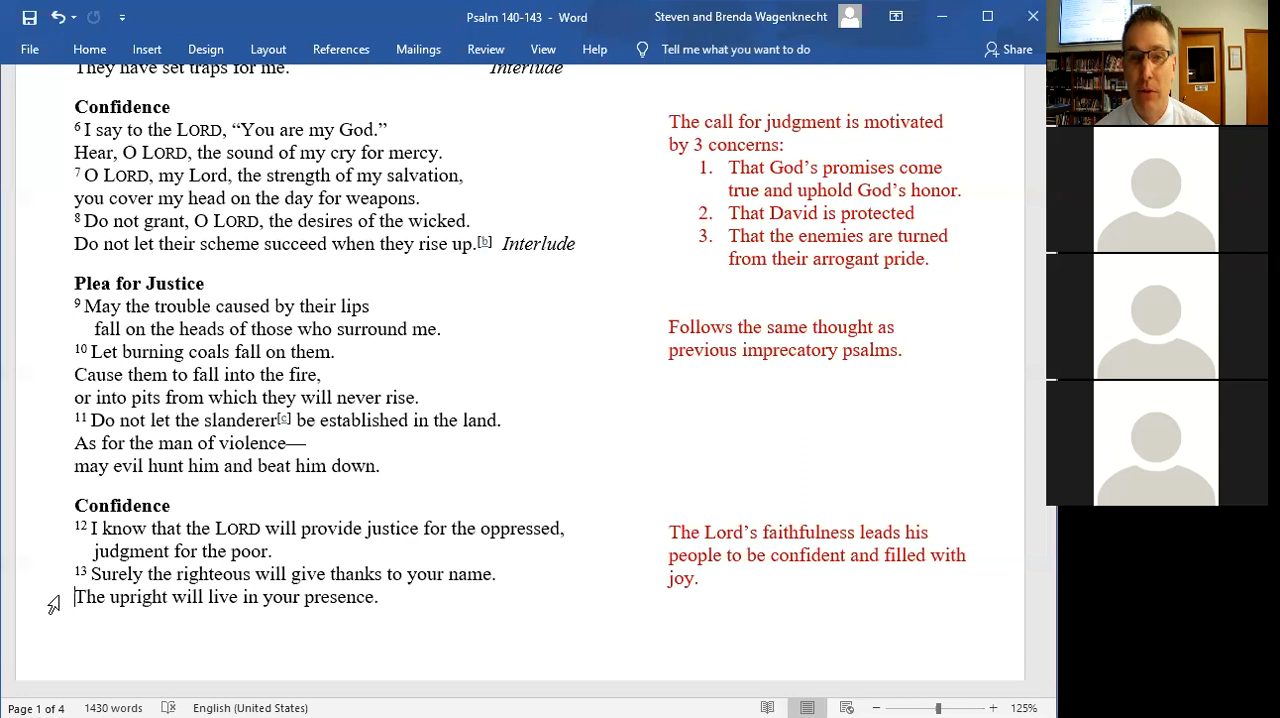 Psalm 140-143 - Word
Steven and Brenda Wagenknecht
File Home Insert Design Layout References Mailings Review View Help Tell me what you want to do Share
They have set traps for me. Interlude
Confidence
6 I say to the LORD, “You are my God.”
Hear, O LORD, the sound of my cry for mercy.
7 O LORD, my Lord, the strength of my salvation,
you cover my head on the day for weapons.
8 Do not grant, O LORD, the desires of the wicked.
Do not let their scheme succeed when they rise up.[b] Interlude
Plea for Justice
9 May the trouble caused by their lips
fall on the heads of those who surround me.
10 Let burning coals fall on them.
Cause them to fall into the fire,
or into pits from which they will never rise.
11 Do not let the slanderer[c] be established in the land.
As for the man of violence—
may evil hunt him and beat him down.
Confidence
12 I know that the LORD will provide justice for the oppressed,
judgment for the poor.
13 Surely the righteous will give thanks to your name.
The upright will live in your presence.
The call for judgment is motivated
by 3 concerns:
1. That God’s promises come
true and uphold God’s honor.
2. That David is protected
3. That the enemies are turned
from their arrogant pride.
Follows the same thought as
previous imprecatory psalms.
The Lord’s faithfulness leads his
people to be confident and filled with
joy.
Page 1 of 4 1430 words English (United States) 125%